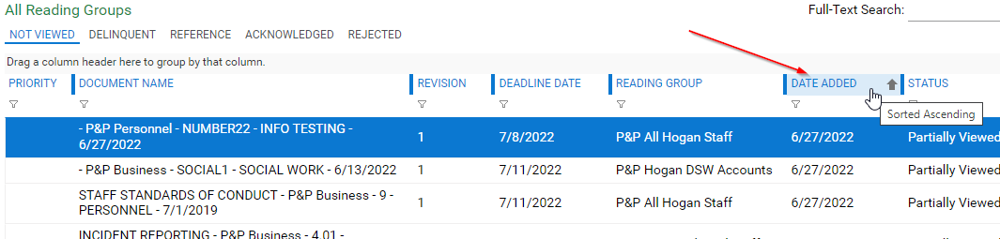 All Reading Groups
Full-Text Search:
NOT VIEWED DELINQUENT REFERENCE ACKNOWLEDGED REJECTED
Drag a column header here to group by that column.
PRIORITY DOCUMENT NAME REVISION DEADLINE DATE READING GROUP DATE ADDED STATUS
Sorted Ascending
- P&P Personnel - NUMBER22 - INFO TESTING -
6/27/2022
1 7/8/2022 P&P All Hogan Staff 6/27/2022 Partially Viewed
- P&P Business - SOCIAL1 - SOCIAL WORK - 6/13/2022 1 7/11/2022 P&P Hogan DSW Accounts 6/27/2022 Partially Viewed
STAFF STANDARDS OF CONDUCT - P&P Business - 9 -
PERSONNEL - 7/1/2019
1 7/11/2022 P&P All Hogan Staff 6/27/2022 Partially Viewed
INCIDENT REPORTING - P&P Business - 4.01 -